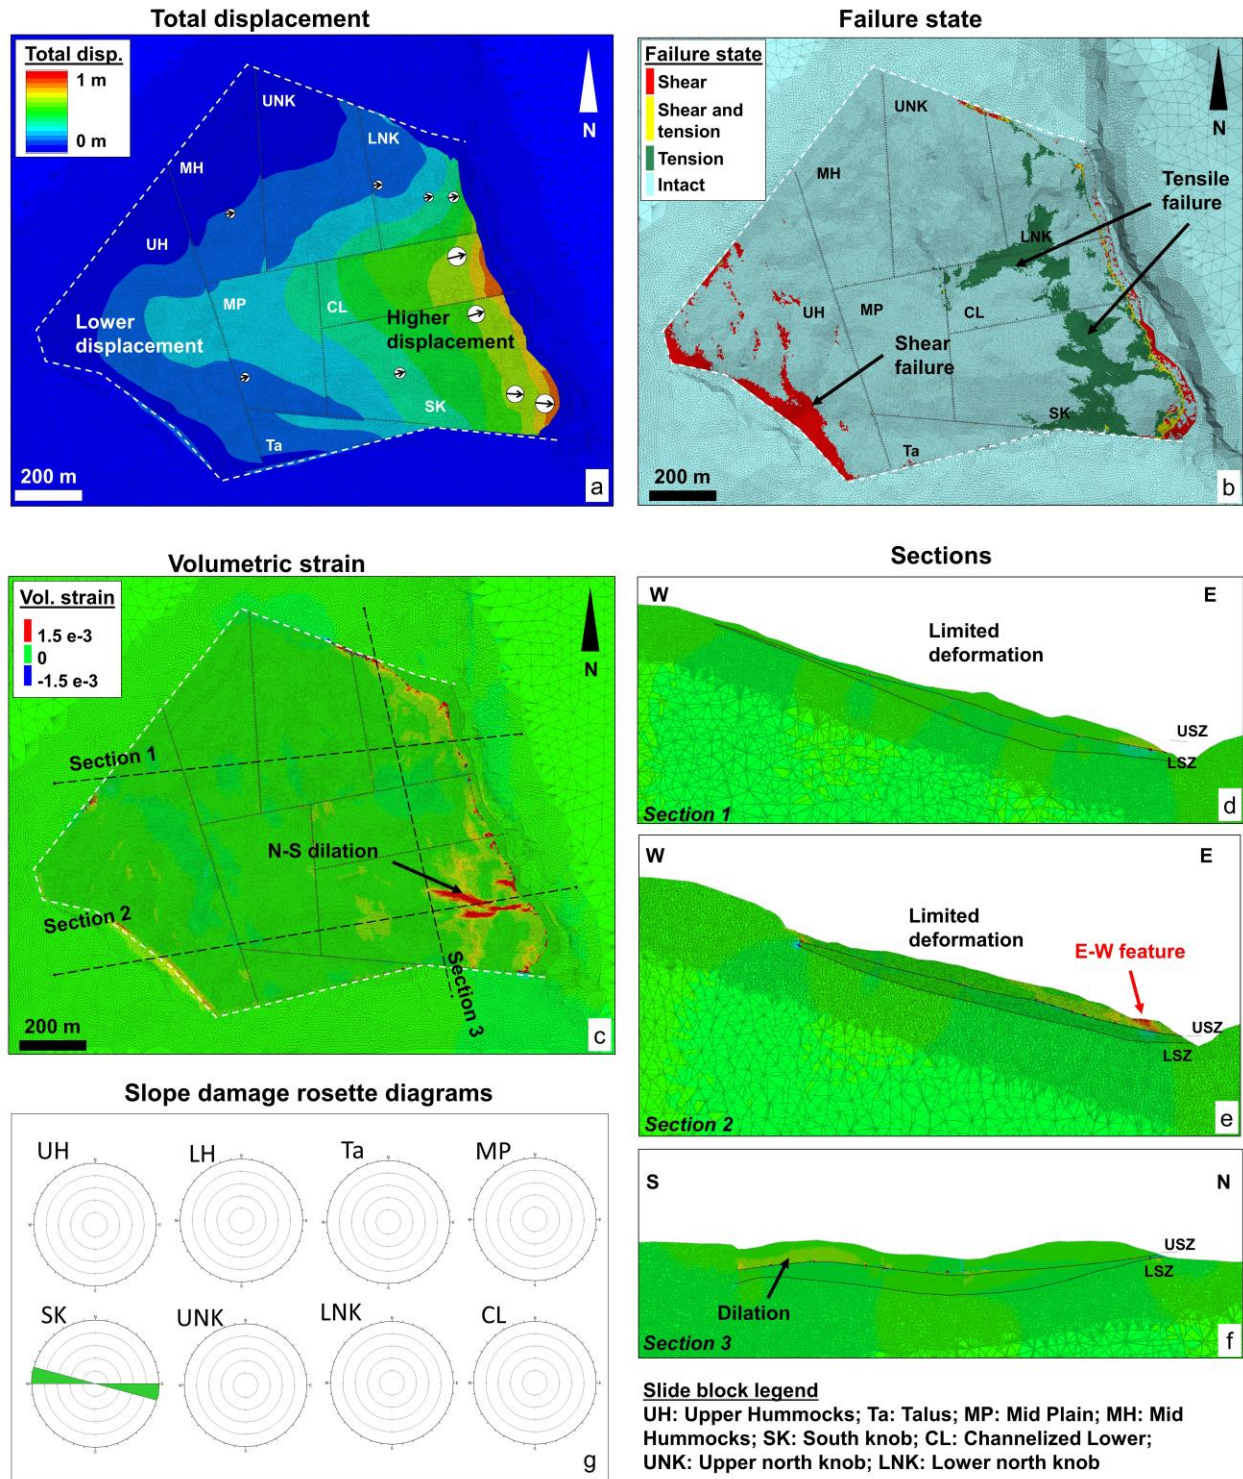 Total displacement
Total disp.
1 m
0 m
UNK
N
LNK
MH
UH
MP
CL
Lower
displacement
Higher
displacement
SK
Ta
200 m
a
Failure state
Failure state
Shear
Shear and
tension
Tension
Intact
UNK
N
MH
Tensile
failure
LNK
UH
MP
CL
Shear
failure
SK
Ta
200 m
b
Volumetric strain
Vol. strain
1.5 e-3
0
-1.5 e-3
N
Section 1
N-S dilation
Section 2
Section 3
200 m
c
Sections
W
E
Limited
deformation
USZ
LSZ
Section 1
d
W
E
Limited
deformation
E-W feature
USZ
LSZ
Section 2
e
S
N
USZ
LSZ
Dilation
Section 3
f
Slope damage rosette diagrams
UH
LH
Ta
MP
SK
UNK
LNK
CL
g
Slide block legend
UH: Upper Hummocks; Ta: Talus; MP: Mid Plain; MH: Mid
Hummocks; SK: South knob; CL: Channelized Lower;
UNK: Upper north knob; LNK: Lower north knob